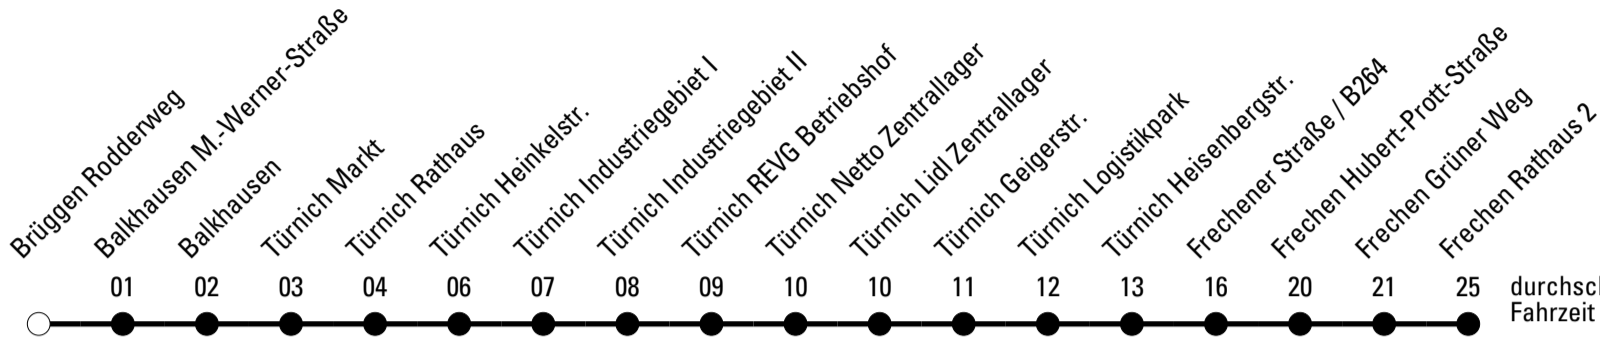 Brüggen Rodderweg
Balkhausen M.-Werner-Straße
Balkhausen
Türnich Markt
Türnich Rathaus
Türnich Heinkelstr.
Türnich Industriegebiet I
Türnich Industriegebiet II
Türnich REVG Betriebshof
Türnich Netto Zentrallager
Türnich Lidl Zentrallager
Türnich Geigerstr.
Türnich Logistikpark
Türnich Heisenbergstr.
Frechener Straße / B264
Frechen Hubert-Prott-Straße
Frechen Grüner Weg
Frechen Rathaus 2
01 02 03 04 06 07 08 09 10 10 11 12 13 16 20 21 25
Fahrzeit